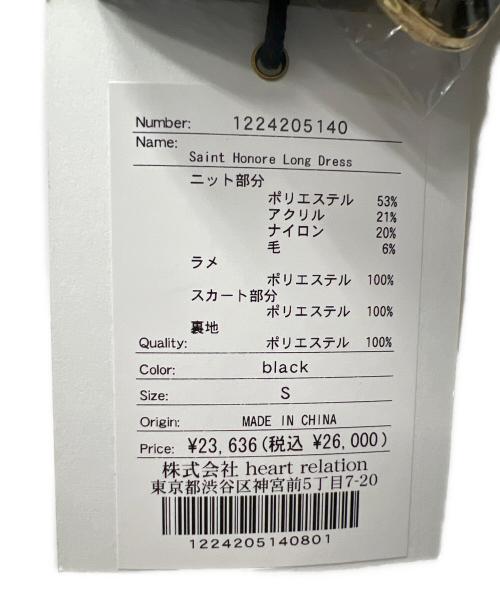 Number: 1224205140
Name:
Saint Honore Long Dress
ニット部分
ポリエステル 53%
アクリル 21%
ナイロン 20%
毛 6%
ラメ
ポリエステル 100%
スカート部分
ポリエステル 100%
裏地
Quality: ポリエステル 100%
Color: black
Size: S
Origin: MADE IN CHINA
Price: ¥23,636(税込 ¥26,000)
株式会社 heart relation
東京都渋谷区神宮前5丁目7-20
1224205140801